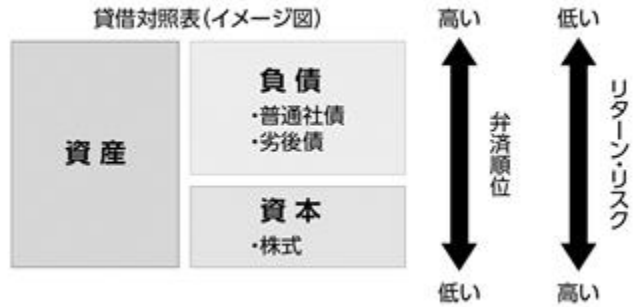 貸借対照表(イメージ図)
資産
負債
・普通社債
・劣後債
資本
・株式
高い
弁済順位
低い
低い
リターン・リスク
高い